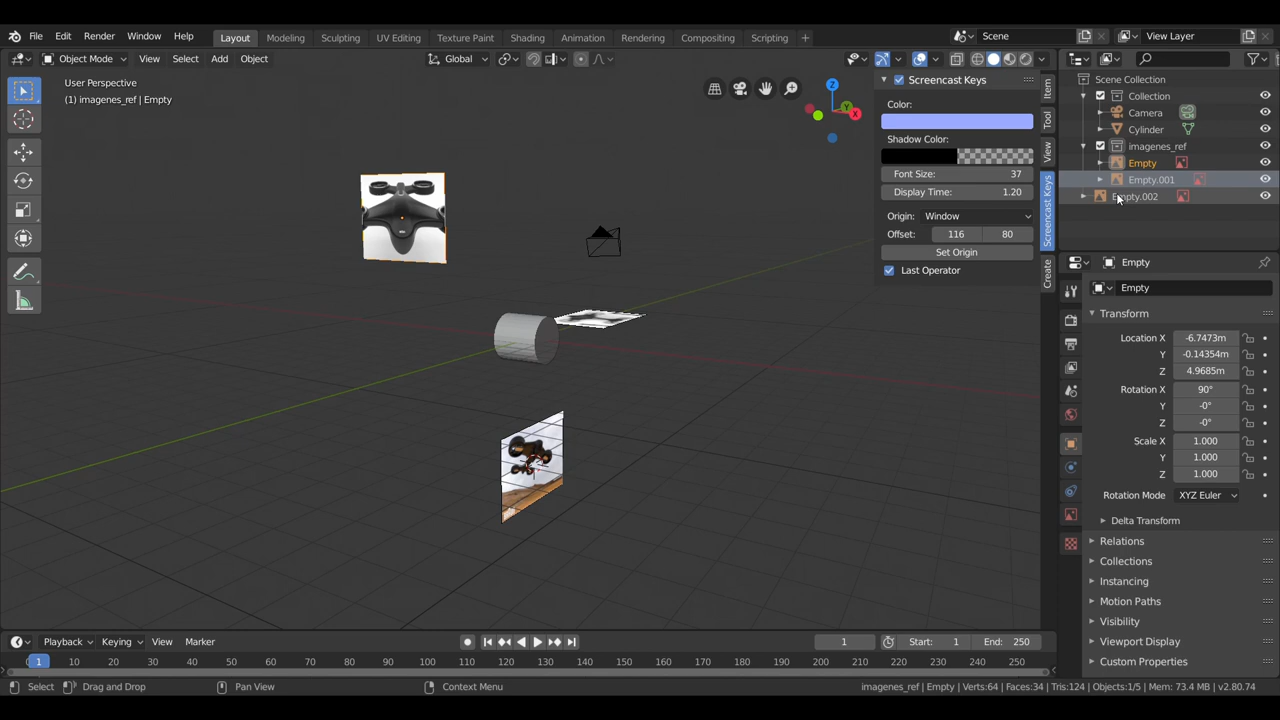 File Edit Render Window Help Layout Modeling Sculpting UV Editing Texture Paint Shading Animation Rendering Compositing Scripting + Scene View Layer
Object Mode View Select Add Object Global
User Perspective
(1) imagenes_ref | Empty
Screencast Keys
Color:
Shadow Color:
Font Size: 37
Display Time: 1.20
Origin: Window
Offset: 116 80
Set Origin
Last Operator
Item
Tool
View
Screencast Keys
Create
Z
Y
X
Scene Collection
Collection
Camera
Cylinder
imagenes_ref
Empty
Empty.001
Empty.002
Empty
Empty
Transform
Location X -6.7473m
Y -0.14354m
Z 4.9685m
Rotation X 90°
Y -0°
Z -0°
Scale X 1.000
Y 1.000
Z 1.000
Rotation Mode XYZ Euler
Delta Transform
Relations
Collections
Instancing
Motion Paths
Visibility
Viewport Display
Custom Properties
Playback Keying View Marker 1 Start: 1 End: 250
1 10 20 30 40 50 60 70 80 90 100 110 120 130 140 150 160 170 180 190 200 210 220 230 240 250
Select Drag and Drop Pan View Context Menu imagenes_ref | Empty | Verts:64 | Faces:34 | Tris:124 | Objects:1/5 | Mem: 73.4 MB | v2.80.74